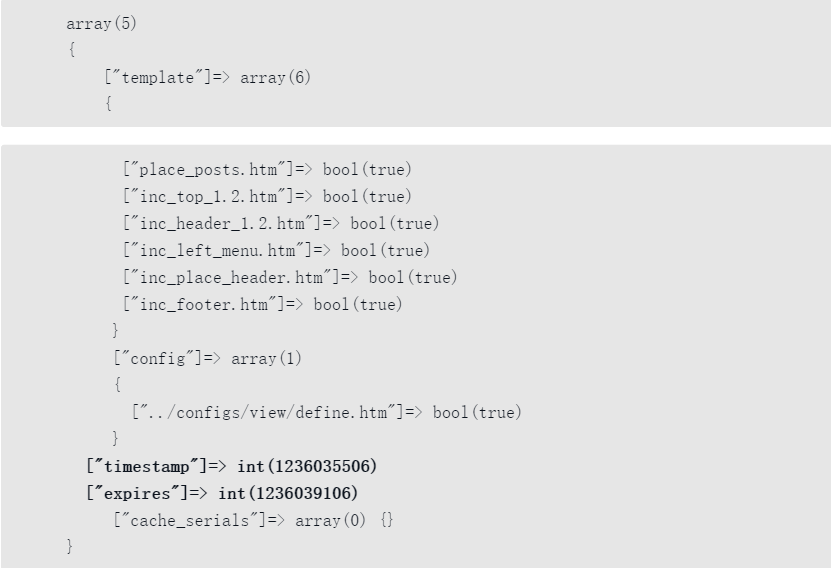 array(5)
{
["template"]=> array(6)
{
["place_posts.htm"]=> bool(true)
["inc_top_1.2.htm"]=> bool(true)
["inc_header_1.2.htm"]=> bool(true)
["inc_left_menu.htm"]=> bool(true)
["inc_place_header.htm"]=> bool(true)
["inc_footer.htm"]=> bool(true)
}
["config"]=> array(1)
{
["../configs/view/define.htm"]=> bool(true)
}
["timestamp"]=> int(1236035506)
["expires"]=> int(1236039106)
["cache_serials"]=> array(0) {}
}